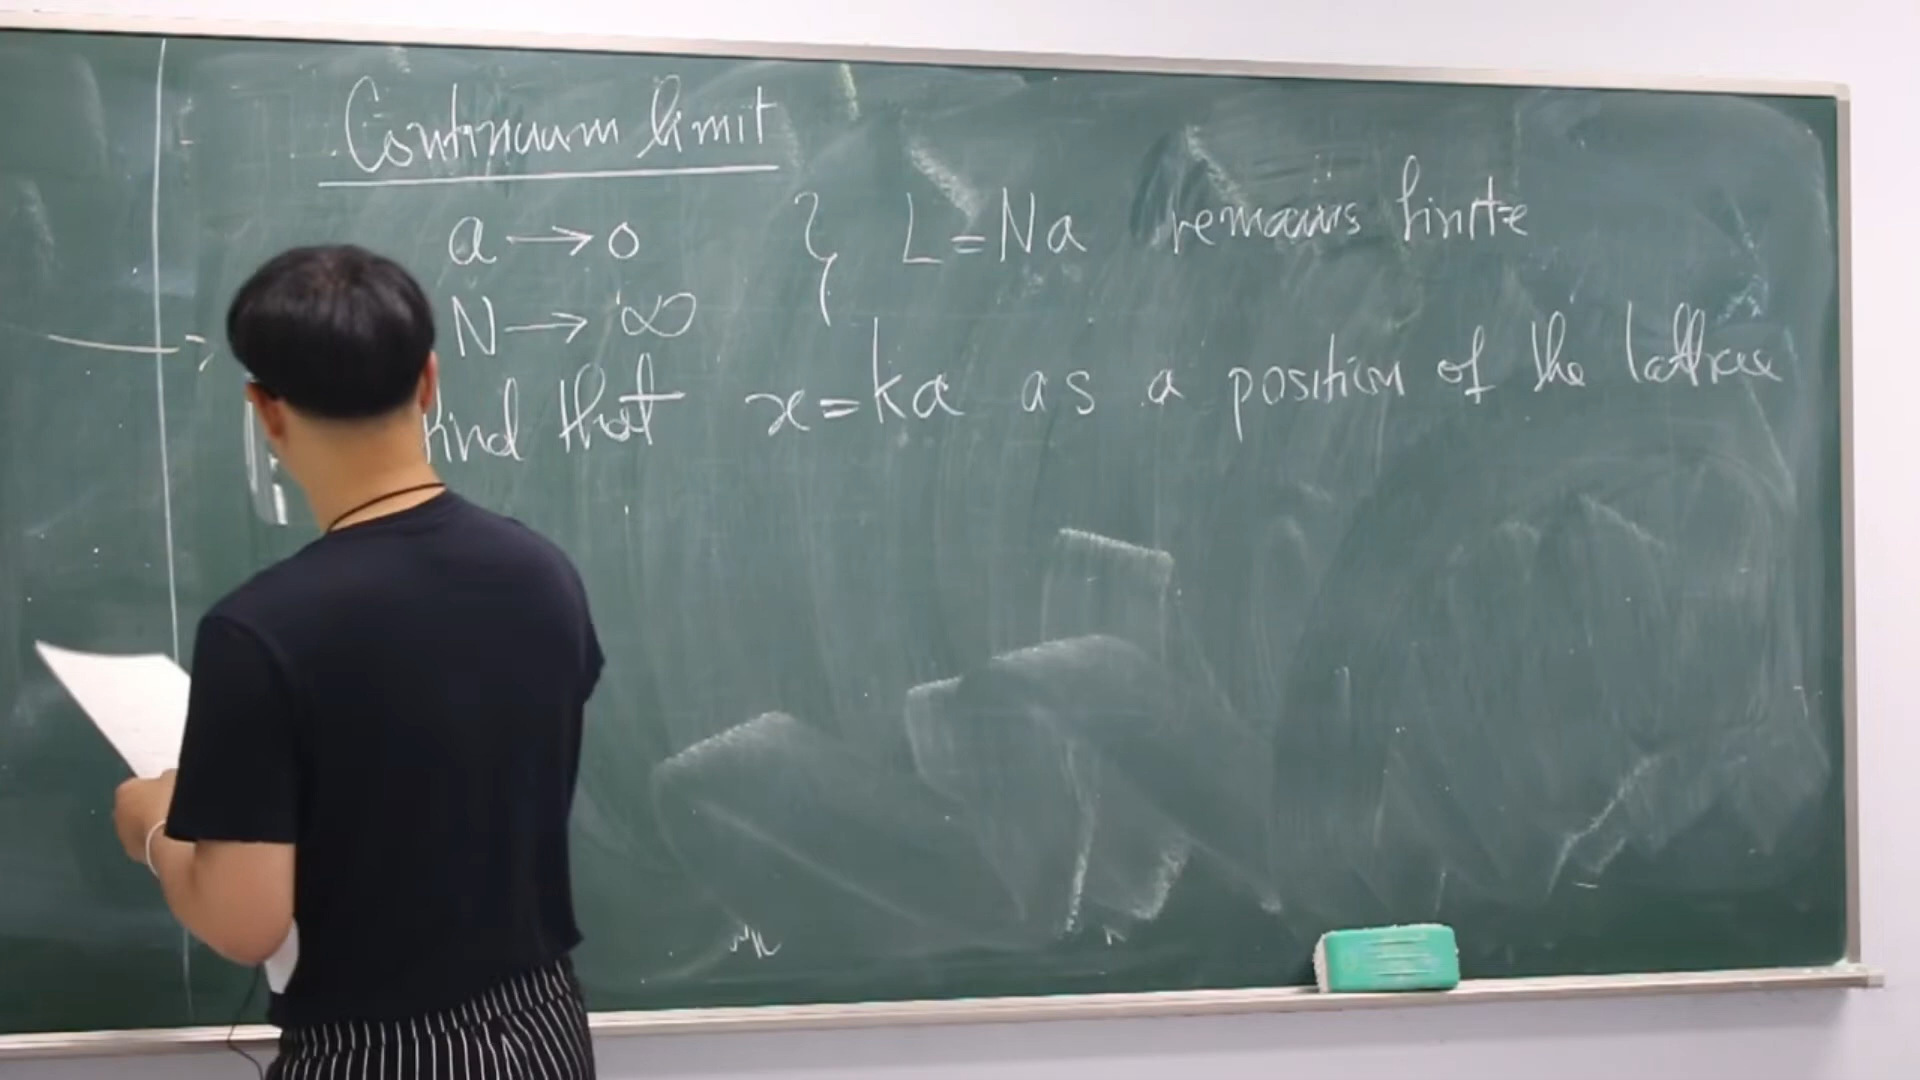 Continuum limit
a → 0
N → ∞
} L = Na remains finite
find that x = ka as a position of the lattice